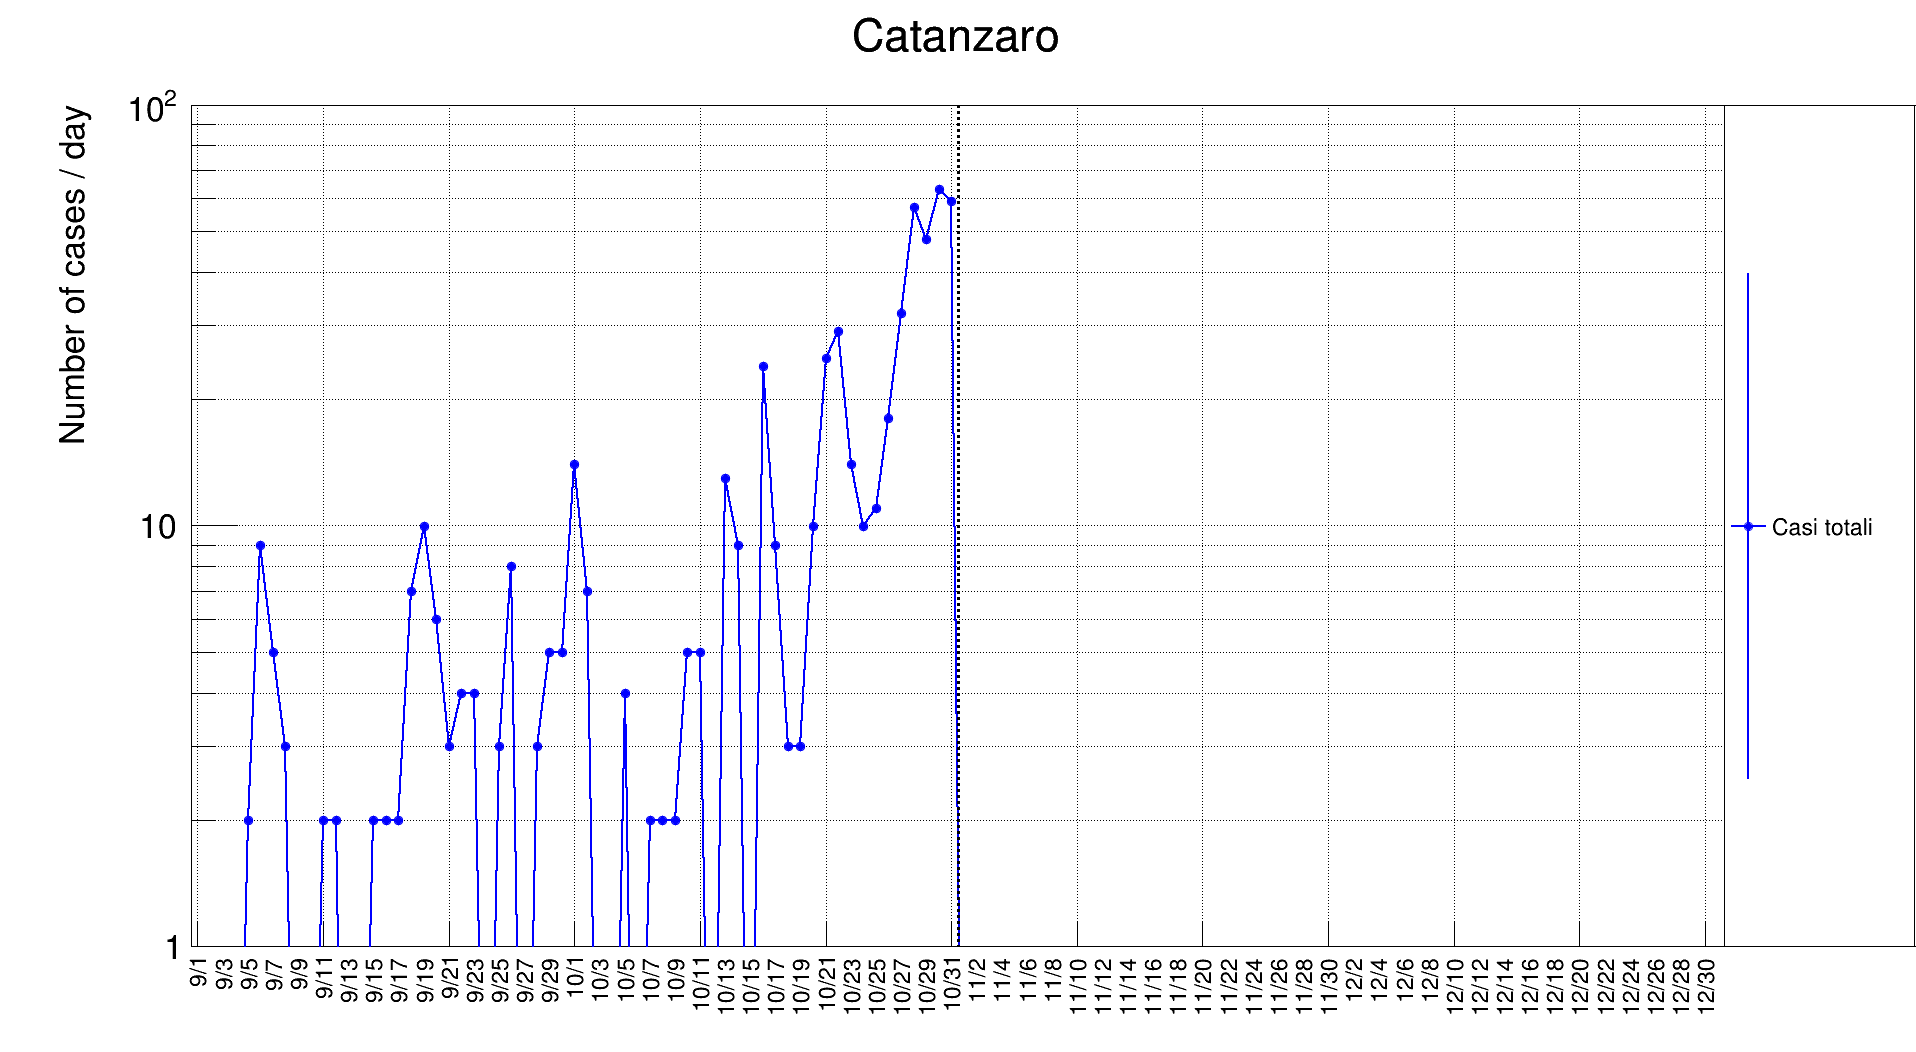 Catanzaro
Number of cases / day
10²
10
1
9/1 9/3 9/5 9/7 9/9 9/11 9/13 9/15 9/17 9/19 9/21 9/23 9/25 9/27 9/29 10/1 10/3 10/5 10/7 10/9 10/11 10/13 10/15 10/17 10/19 10/21 10/23 10/25 10/27 10/29 10/31 11/2 11/4 11/6 11/8 11/10 11/12 11/14 11/16 11/18 11/20 11/22 11/24 11/26 11/28 11/30 12/2 12/4 12/6 12/8 12/10 12/12 12/14 12/16 12/18 12/20 12/22 12/24 12/26 12/28 12/30
Casi totali